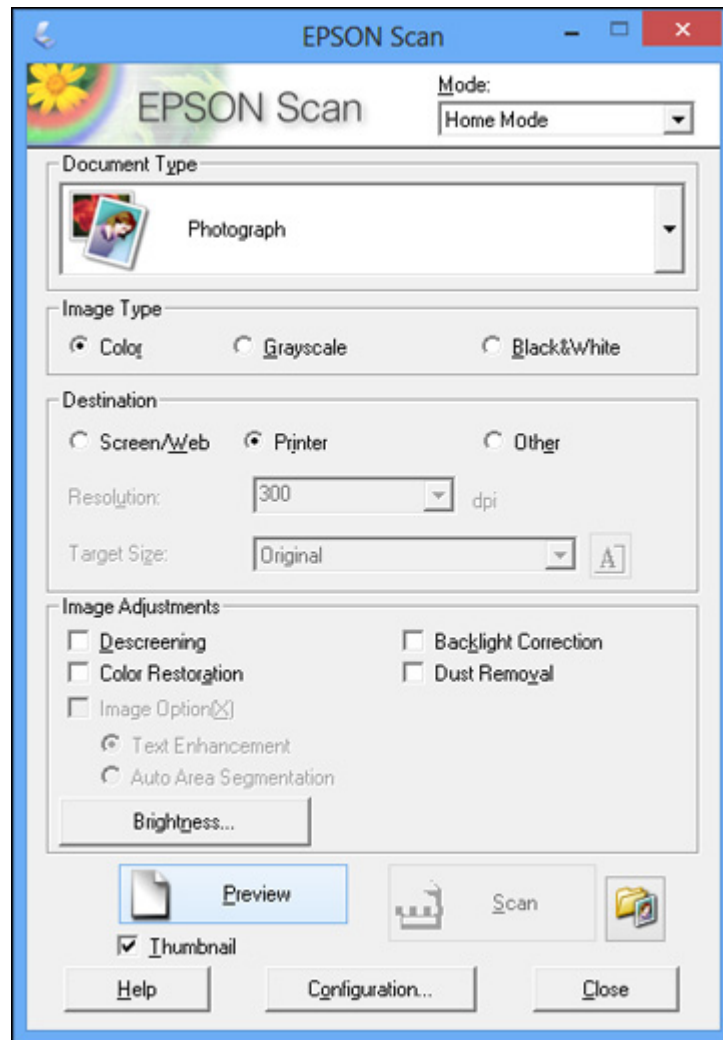 EPSON Scan
EPSON Scan
Mode:
Home Mode
Document Type
Photograph
Image Type
Color Grayscale Black&White
Destination
Screen/Web Printer Other
Resolution: 300 dpi
Target Size: Original A
Image Adjustments
Descreening Backlight Correction
Color Restoration Dust Removal
Image Option(X)
Text Enhancement
Auto Area Segmentation
Brightness...
Preview Scan
Thumbnail
Help Configuration... Close